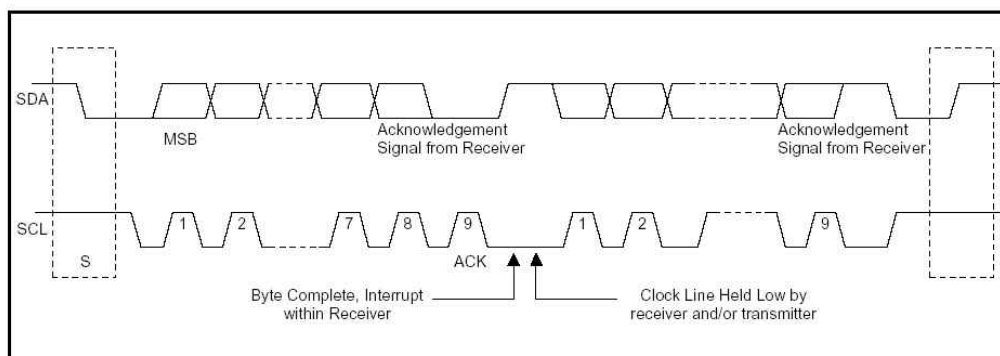 SDA
MSB
Acknowledgement
Signal from Receiver
Acknowledgement
Signal from Receiver
SCL
1
2
7
8
9
1
2
9
S
ACK
Byte Complete, Interrupt
within Receiver
Clock Line Held Low by
receiver and/or transmitter